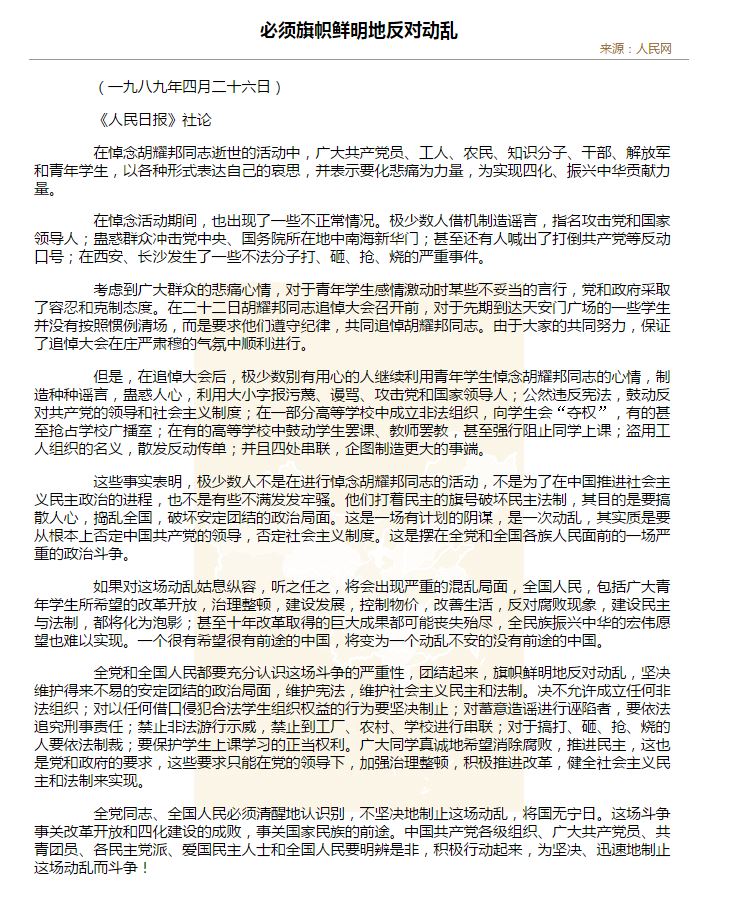 必须旗帜鲜明地反对动乱
来源：人民网
（一九八九年四月二十六日）
《人民日报》社论
在悼念胡耀邦同志逝世的活动中，广大共产党员、工人、农民、知识分子、干部、解放军
和青年学生，以各种形式表达自己的哀思，并表示要化悲痛为力量，为实现四化、振兴中华贡献力
量。
在悼念活动期间，也出现了一些不正常情况。极少数人借机制造谣言，指名攻击党和国家
领导人；蛊惑群众冲击党中央、国务院所在地中南海新华门；甚至还有人喊出了打倒共产党等反动
口号；在西安、长沙发生了一些不法分子打、砸、抢、烧的严重事件。
考虑到广大群众的悲痛心情，对于青年学生感情激动时某些不妥当的言行，党和政府采取
了容忍和克制态度。在二十二日胡耀邦同志追悼大会召开前，对于先期到达天安门广场的一些学生
并没有按照惯例清场，而是要求他们遵守纪律，共同追悼胡耀邦同志。由于大家的共同努力，保证
了追悼大会在庄严肃穆的气氛中顺利进行。
但是，在追悼大会后，极少数别有用心的人继续利用青年学生悼念胡耀邦同志的心情，制
造种种谣言，蛊惑人心，利用大小字报污蔑、谩骂、攻击党和国家领导人；公然违反宪法，鼓动反
对共产党的领导和社会主义制度；在一部分高等学校中成立非法组织，向学生会“夺权”，有的甚
至抢占学校广播室；在有的高等学校中鼓动学生罢课、教师罢教，甚至强行阻止同学上课；盗用工
人组织的名义，散发反动传单；并且四处串联，企图制造更大的事端。
这些事实表明，极少数人不是在进行悼念胡耀邦同志的活动，不是为了在中国推进社会主
义民主政治的进程，也不是有些不满发发牢骚。他们打着民主的旗号破坏民主法制，其目的是要搞
散人心，捣乱全国，破坏安定团结的政治局面。这是一场有计划的阴谋，是一次动乱，其实质是要
从根本上否定中国共产党的领导，否定社会主义制度。这是摆在全党和全国各族人民面前的一场严
重的政治斗争。
如果对这场动乱姑息纵容，听之任之，将会出现严重的混乱局面，全国人民，包括广大青
年学生所希望的改革开放，治理整顿，建设发展，控制物价，改善生活，反对腐败现象，建设民主
与法制，都将化为泡影；甚至十年改革取得的巨大成果都可能丧失殆尽，全民族振兴中华的宏伟愿
望也难以实现。一个很有希望很有前途的中国，将变为一个动乱不安的没有前途的中国。
全党和全国人民都要充分认识这场斗争的严重性，团结起来，旗帜鲜明地反对动乱，坚决
维护得来不易的安定团结的政治局面，维护宪法，维护社会主义民主和法制。决不允许成立任何非
法组织；对以任何借口侵犯合法学生组织权益的行为要坚决制止；对蓄意造谣进行诬陷者，要依法
追究刑事责任；禁止非法游行示威，禁止到工厂、农村、学校进行串联；对于搞打、砸、抢、烧的
人要依法制裁；要保护学生上课学习的正当权利。广大同学真诚地希望消除腐败，推进民主，这也
是党和政府的要求，这些要求只能在党的领导下，加强治理整顿，积极推进改革，健全社会主义民
主和法制来实现。
全党同志、全国人民必须清醒地认识别，不坚决地制止这场动乱，将国无宁日。这场斗争
事关改革开放和四化建设的成败，事关国家民族的前途。中国共产党各级组织、广大共产党员、共
青团员、各民主党派、爱国民主人士和全国人民要明辨是非，积极行动起来，为坚决、迅速地制止
这场动乱而斗争！